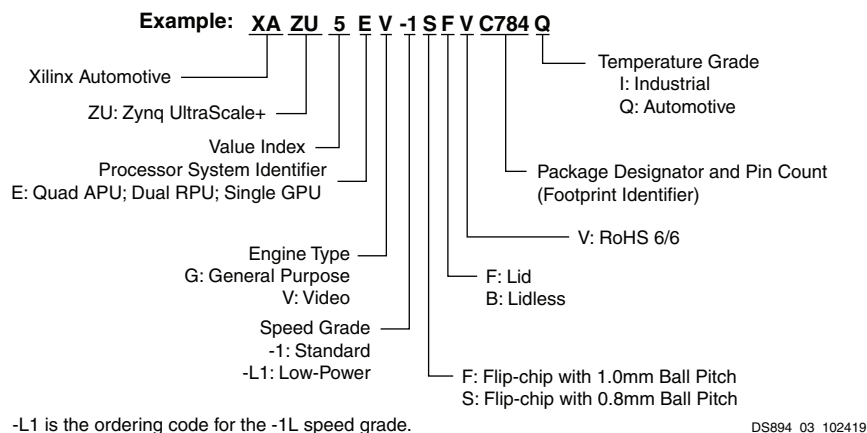 Example: XA ZU 5 E V -1 S F V C784 Q
Temperature Grade
I: Industrial
Q: Automotive
Xilinx Automotive
ZU: Zynq UltraScale+
Value Index
Processor System Identifier
E: Quad APU; Dual RPU; Single GPU
Package Designator and Pin Count
(Footprint Identifier)
V: RoHS 6/6
Engine Type
G: General Purpose
V: Video
F: Lid
B: Lidless
Speed Grade
-1: Standard
-L1: Low-Power
F: Flip-chip with 1.0mm Ball Pitch
S: Flip-chip with 0.8mm Ball Pitch
-L1 is the ordering code for the -1L speed grade.
DS894_03_102419